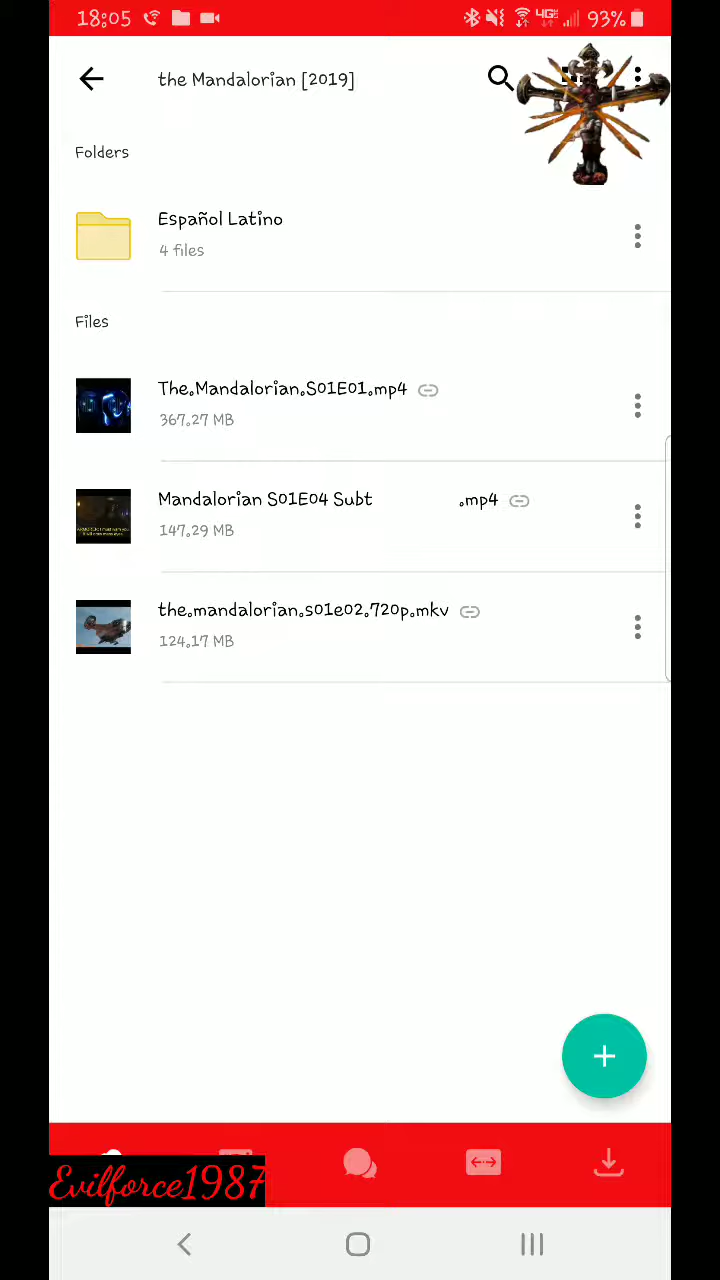 18:05 4GE 93%
the Mandalorian [2019]
Folders
Español Latino
4 files
Files
The.Mandalorian.S01E01.mp4
367.27 MB
Mandalorian S01E04 Subt .mp4
147.29 MB
the.mandalorian.s01e02.720p.mkv
124.17 MB
Evilforce1987